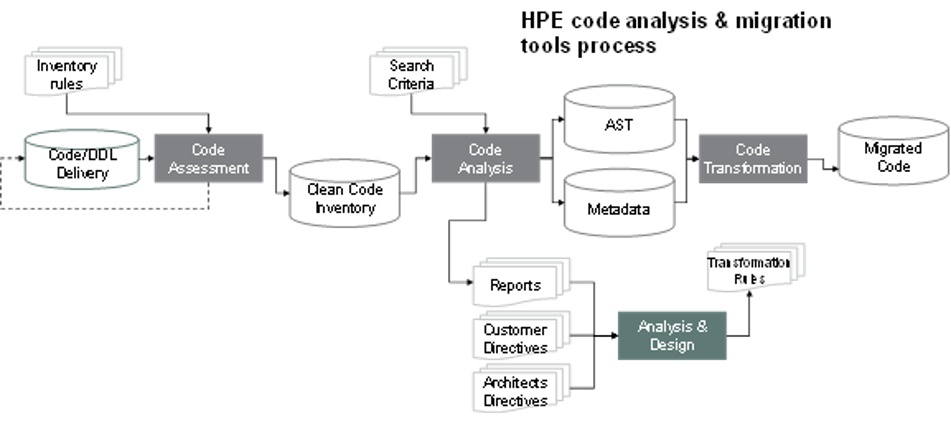 HPE code analysis & migration
tools process
Inventory
rules
Search
Criteria
Code/DDL
Delivery
Code
Assessment
Clean Code
Inventory
Code
Analysis
AST
Metadata
Code
Transformation
Migrated
Code
Reports
Customer
Directives
Architects
Directives
Analysis &
Design
Transformation
Rules